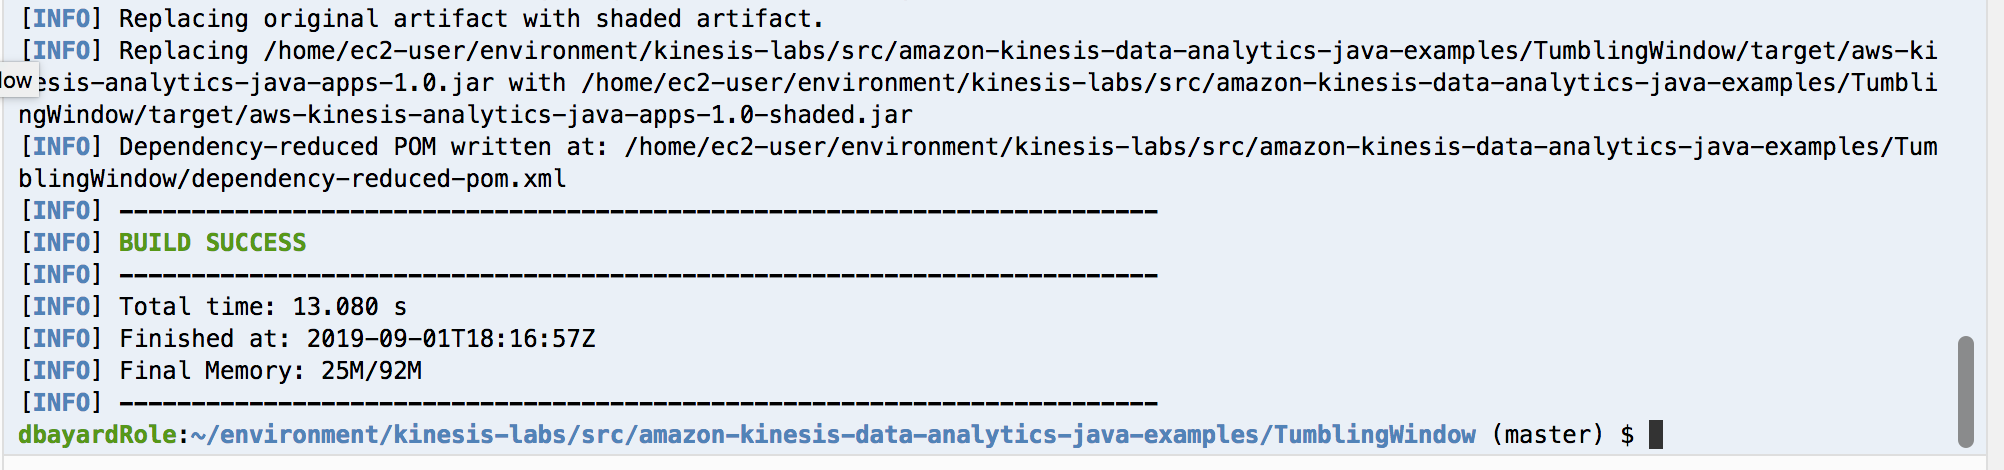 [INFO] Replacing original artifact with shaded artifact.
[INFO] Replacing /home/ec2-user/environment/kinesis-labs/src/amazon-kinesis-data-analytics-java-examples/TumblingWindow/target/aws-ki
nesis-analytics-java-apps-1.0.jar with /home/ec2-user/environment/kinesis-labs/src/amazon-kinesis-data-analytics-java-examples/Tumbli
low
ngWindow/target/aws-kinesis-analytics-java-apps-1.0-shaded.jar
[INFO] Dependency-reduced POM written at: /home/ec2-user/environment/kinesis-labs/src/amazon-kinesis-data-analytics-java-examples/Tum
blingWindow/dependency-reduced-pom.xml
[INFO] ------------------------------------------------------------------------
[INFO] BUILD SUCCESS
[INFO] ------------------------------------------------------------------------
[INFO] Total time: 13.080 s
[INFO] Finished at: 2019-09-01T18:16:57Z
[INFO] Final Memory: 25M/92M
[INFO] ------------------------------------------------------------------------
dbayardRole:~/environment/kinesis-labs/src/amazon-kinesis-data-analytics-java-examples/TumblingWindow (master) $